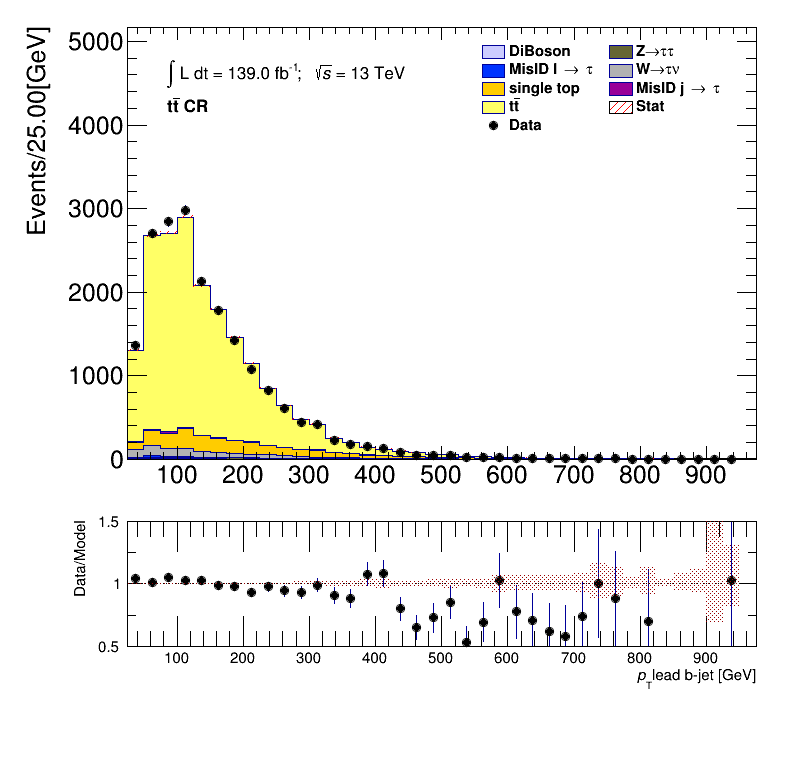 Events/25.00[GeV]
5000
4000
3000
2000
1000
0
∫ L dt = 139.0 fb⁻¹; √s = 13 TeV
tt̄ CR
DiBoson
MisID l → τ
single top
tt̄
Data
Z→ττ
W→τν
MisID j → τ
Stat
100 200 300 400 500 600 700 800 900
Data/Model
1.5
1
0.5
100 200 300 400 500 600 700 800 900
p_T lead b-jet [GeV]